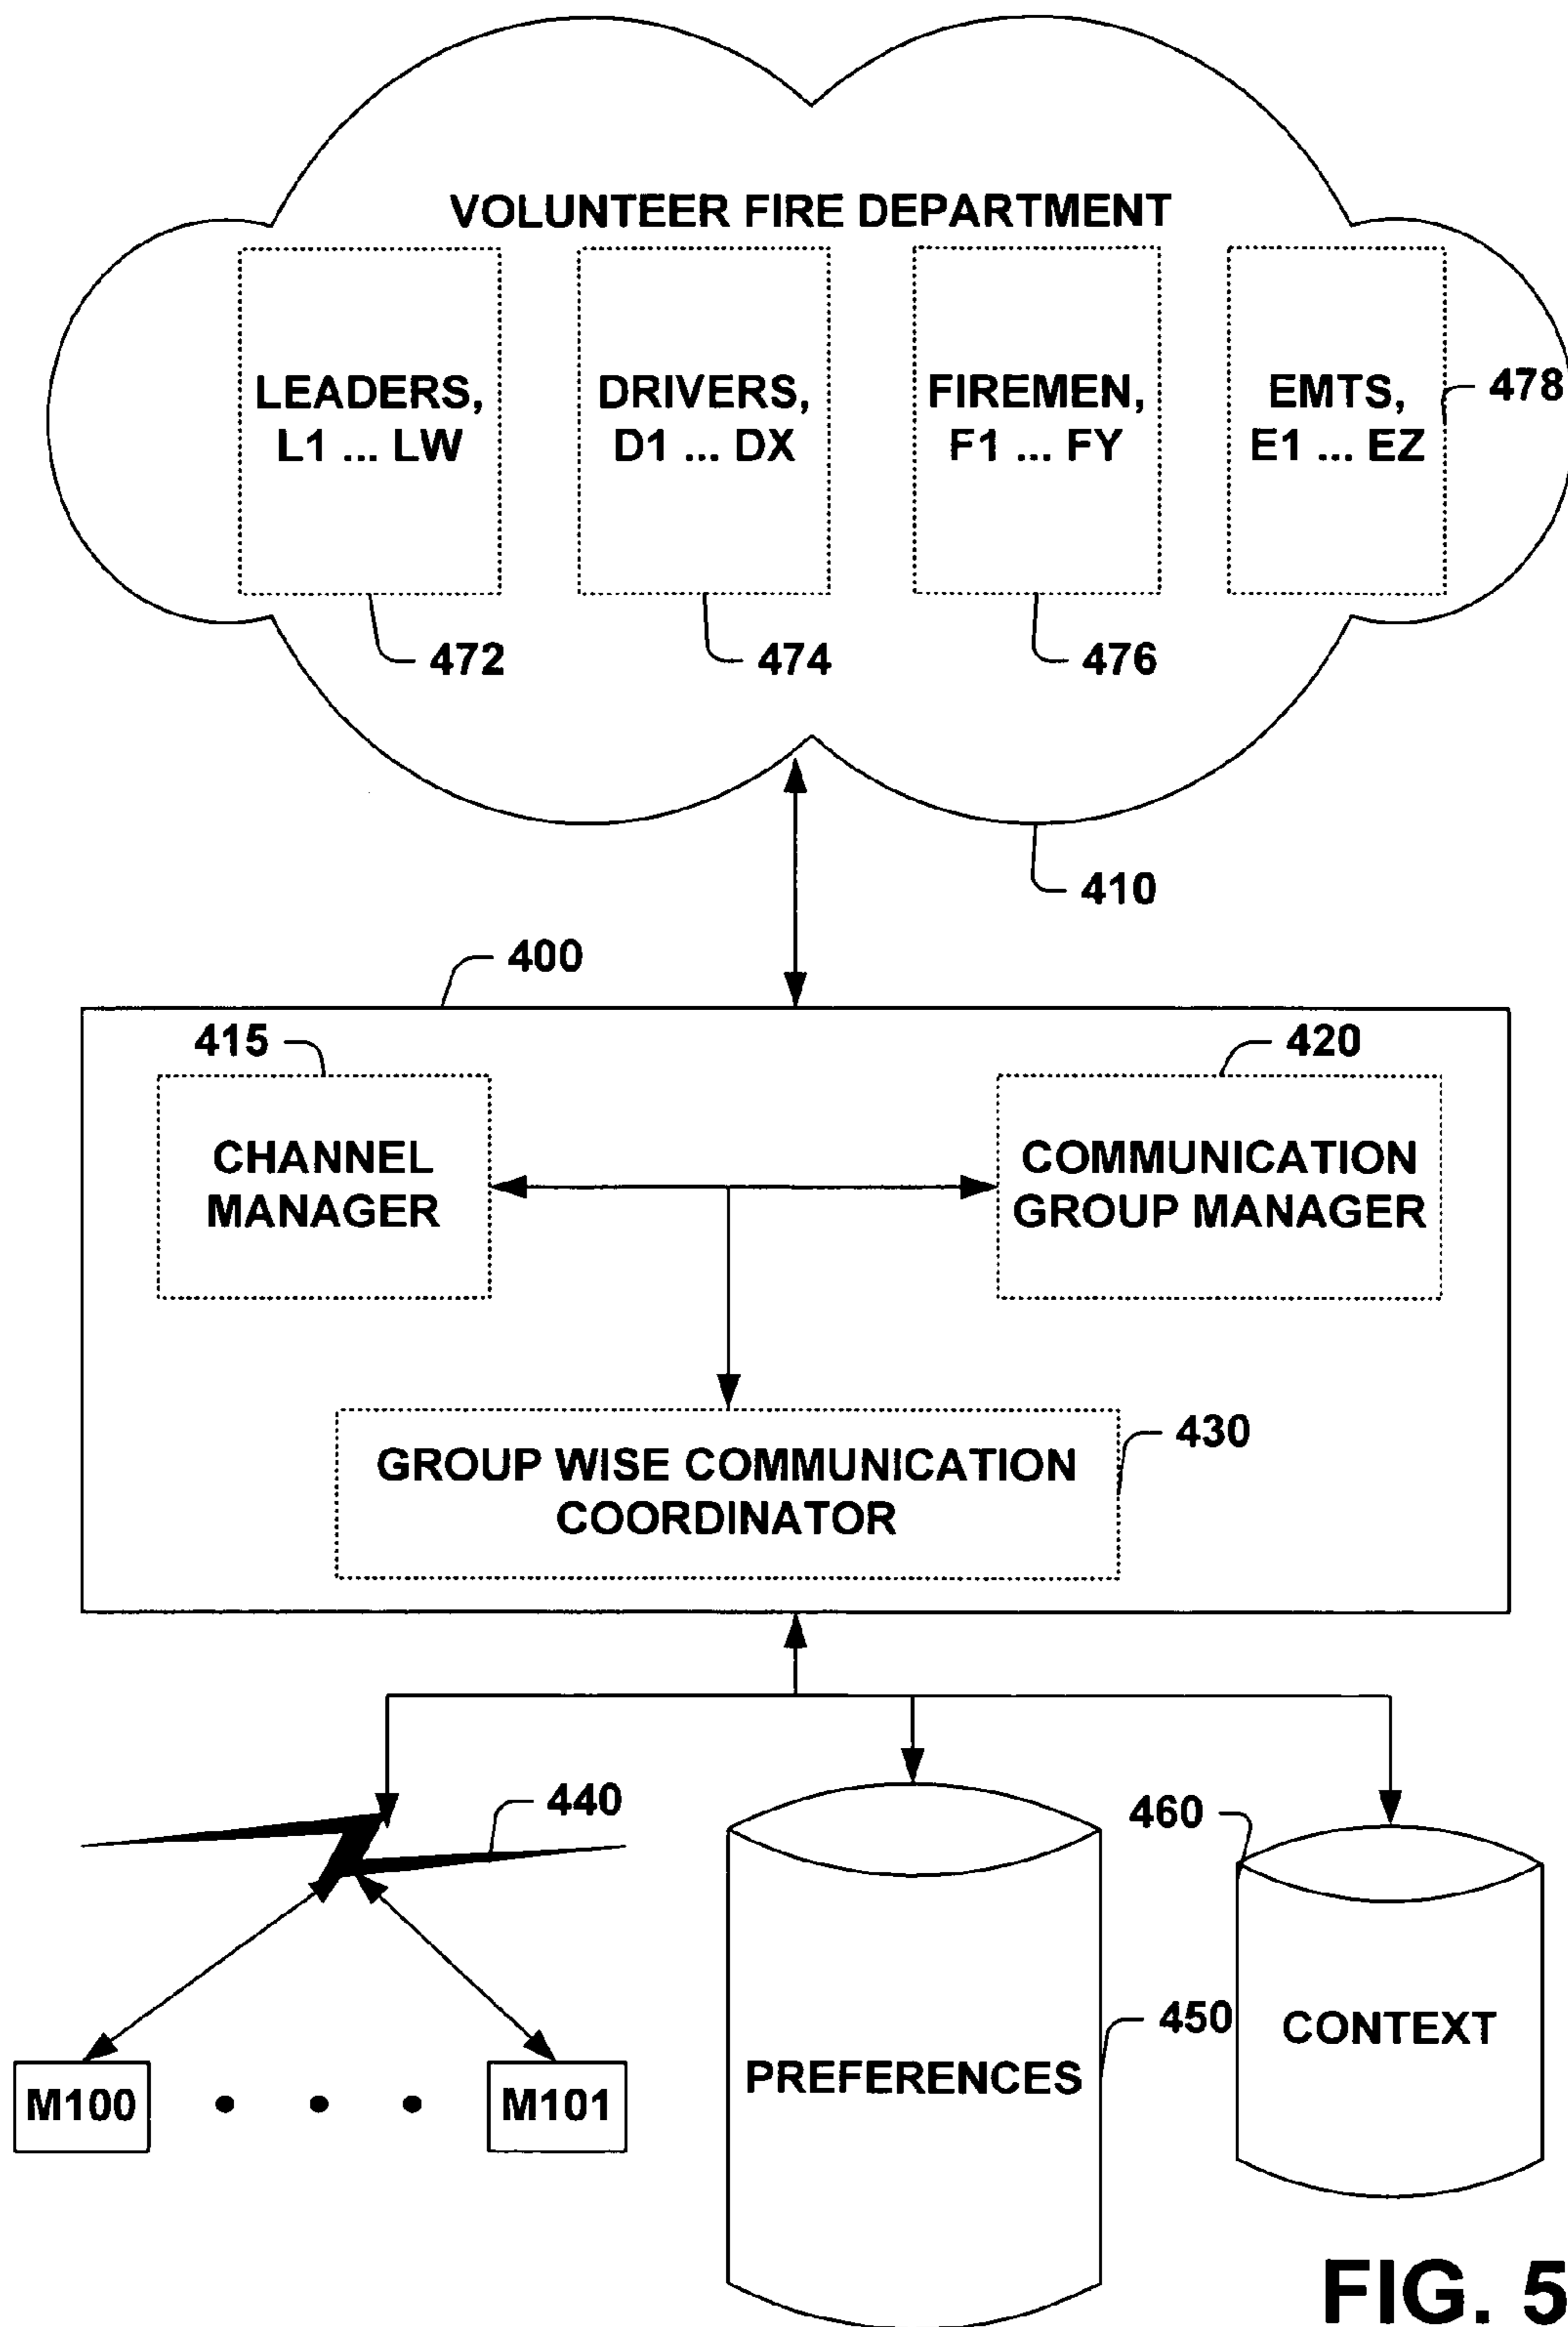 VOLUNTEER FIRE DEPARTMENT
LEADERS,
L1 ... LW
DRIVERS,
D1 ... DX
FIREMEN,
F1 ... FY
EMTS,
E1 ... EZ
478
472
474
476
410
400
415
420
CHANNEL
MANAGER
COMMUNICATION
GROUP MANAGER
430
GROUP WISE COMMUNICATION
COORDINATOR
440
460
450
PREFERENCES
CONTEXT
M100
M101
FIG. 5